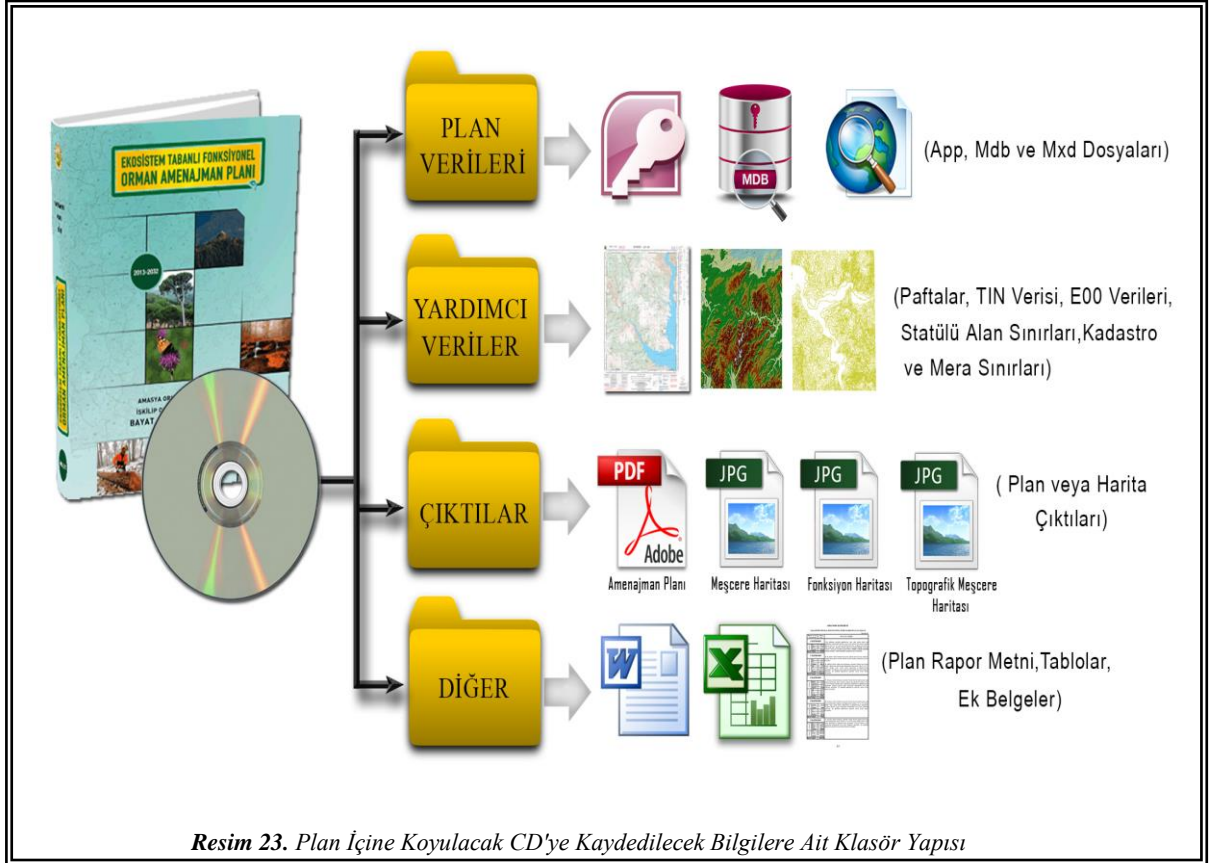 EKOSİSTEM TABANLI FONKSİYONEL
ORMAN AMENAJMAN PLANI
2013-2032
AMASYA
BAYAT
PLAN
VERİLERİ
MDB
(App, Mdb ve Mxd Dosyaları)
YARDIMCI
VERİLER
(Paftalar, TIN Verisi, E00 Verileri,
Statülü Alan Sınırları,Kadastro
ve Mera Sınırları)
ÇIKTILAR
PDF
Adobe
Amenajman Planı
JPG
Meşcere Haritası
JPG
Fonksiyon Haritası
JPG
Topografik Meşcere
Haritası
( Plan veya Harita
Çıktıları)
DİĞER
W
X
(Plan Rapor Metni,Tablolar,
Ek Belgeler)
Resim 23. Plan İçine Koyulacak CD'ye Kaydedilecek Bilgilere Ait Klasör Yapısı